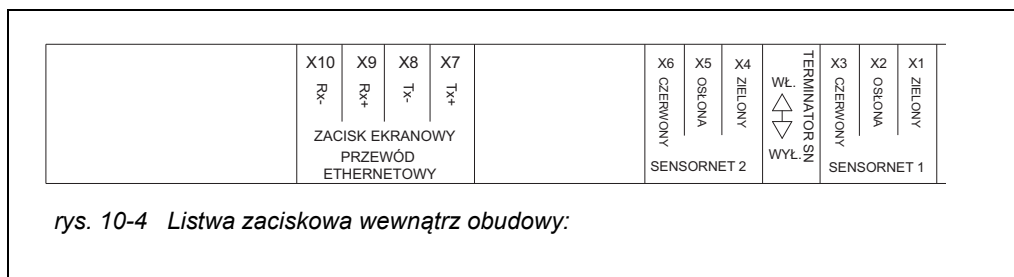 X10 X9 X8 X7
Rx- Rx+ Tx- Tx+
ZACISK EKRANOWY
PRZEWÓD
ETHERNETOWY
X6 X5 X4
CZERWONY OSŁONA ZIELONY
SENSORNET 2
WŁ.
WYŁ.
TERMINATOR SN
X3 X2 X1
CZERWONY OSŁONA ZIELONY
SENSORNET 1
rys. 10-4 Listwa zaciskowa wewnątrz obudowy: